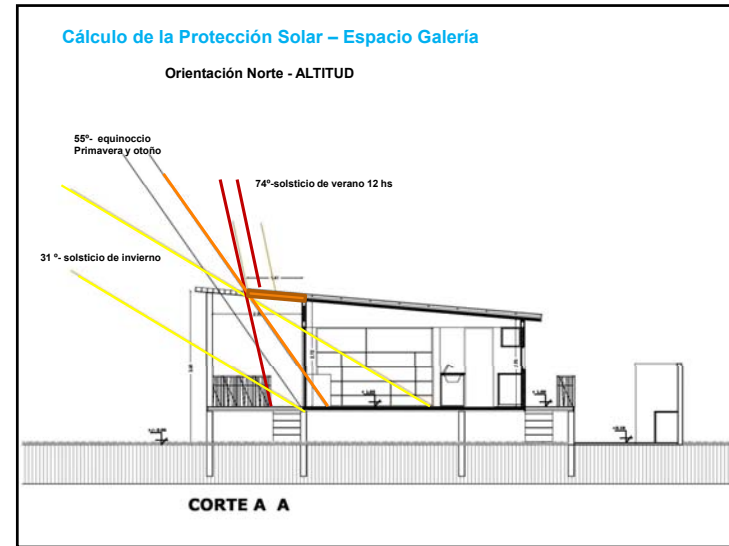 Cálculo de la Protección Solar – Espacio Galería
Orientación Norte - ALTITUD
55º- equinoccio
Primavera y otoño
74º-solsticio de verano 12 hs
31 º- solsticio de invierno
CORTE A A